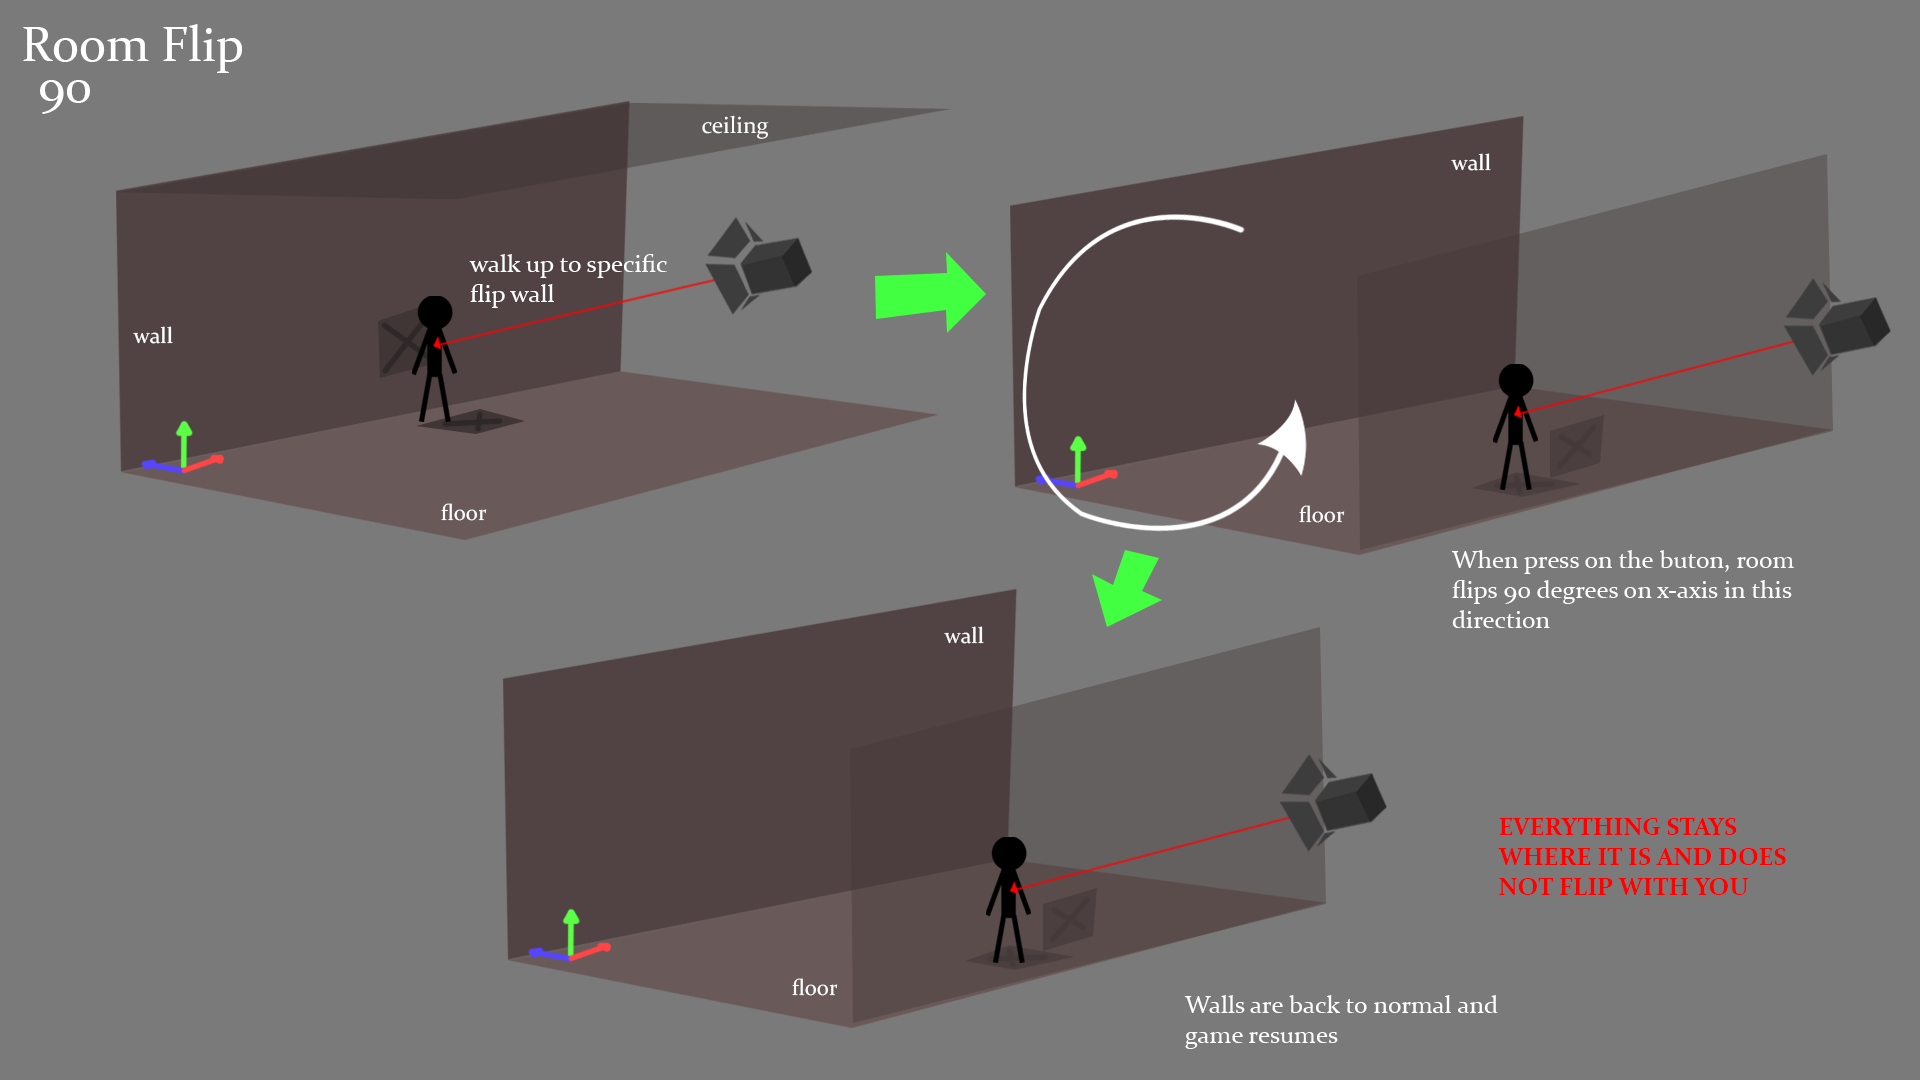 Room Flip
90
ceiling
walk up to specific
flip wall
wall
floor
wall
floor
When press on the buton, room
flips 90 degrees on x-axis in this
direction
wall
floor
EVERYTHING STAYS
WHERE IT IS AND DOES
NOT FLIP WITH YOU
Walls are back to normal and
game resumes